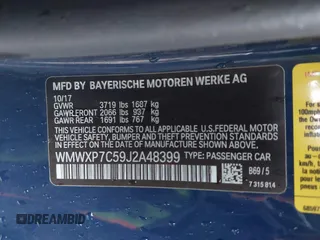 MFD BY BAYERISCHE MOTOREN WERKE AG
10/17
GVWR 3719 lbs 1687 kg
GAWR FRONT 2066 lbs 937 kg
GAWR REAR 1691 lbs 767 kg
THIS VEHICLE CONFORMS TO ALL APPLICABLE
U.S. FEDERAL MOTOR VEHICLE
SAFETY, BUMPER AND THEFT PREVENTION
STANDARDS IN EFFECT ON THE DATE OF
MANUFACTURE SHOWN ABOVE.
WMWXP7C59J2A48399
TYPE: PASSENGER CAR
B69 / 5
7 315 814
DREAMBID